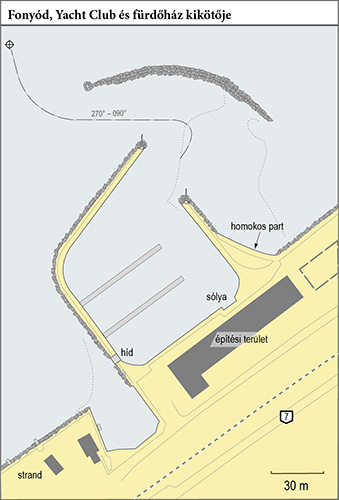 Fonyód, Yacht Club és fürdőház kikötője
270° – 090°
homokos part
sólya
építési terület
híd
7
strand
30 m